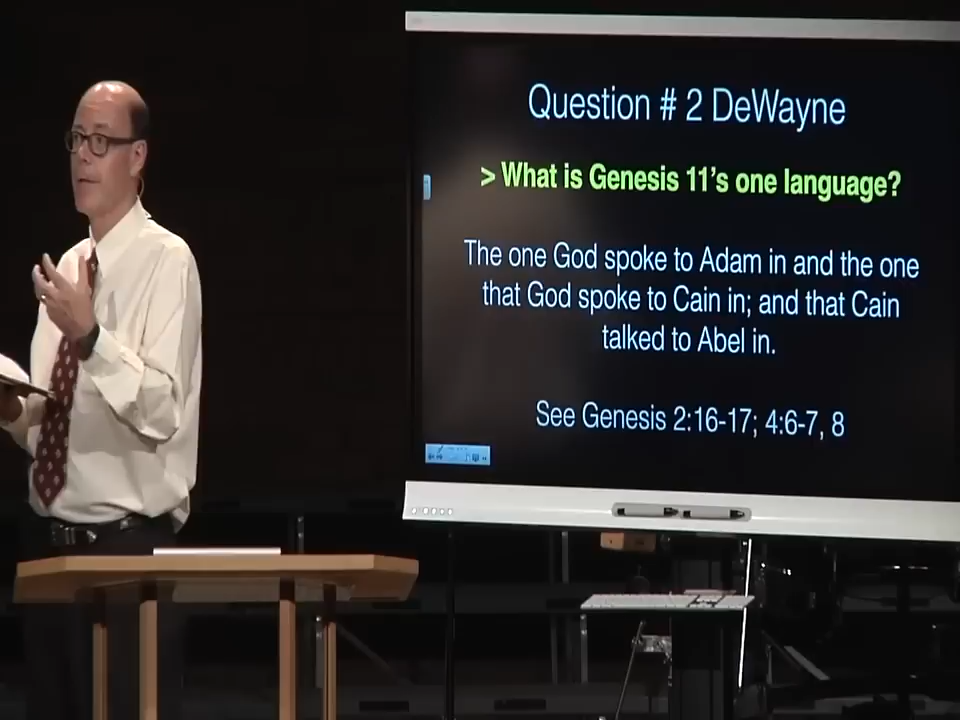 Question # 2 DeWayne
> What is Genesis 11's one language?
The one God spoke to Adam in and the one
that God spoke to Cain in; and that Cain
talked to Abel in.
See Genesis 2:16-17; 4:6-7, 8